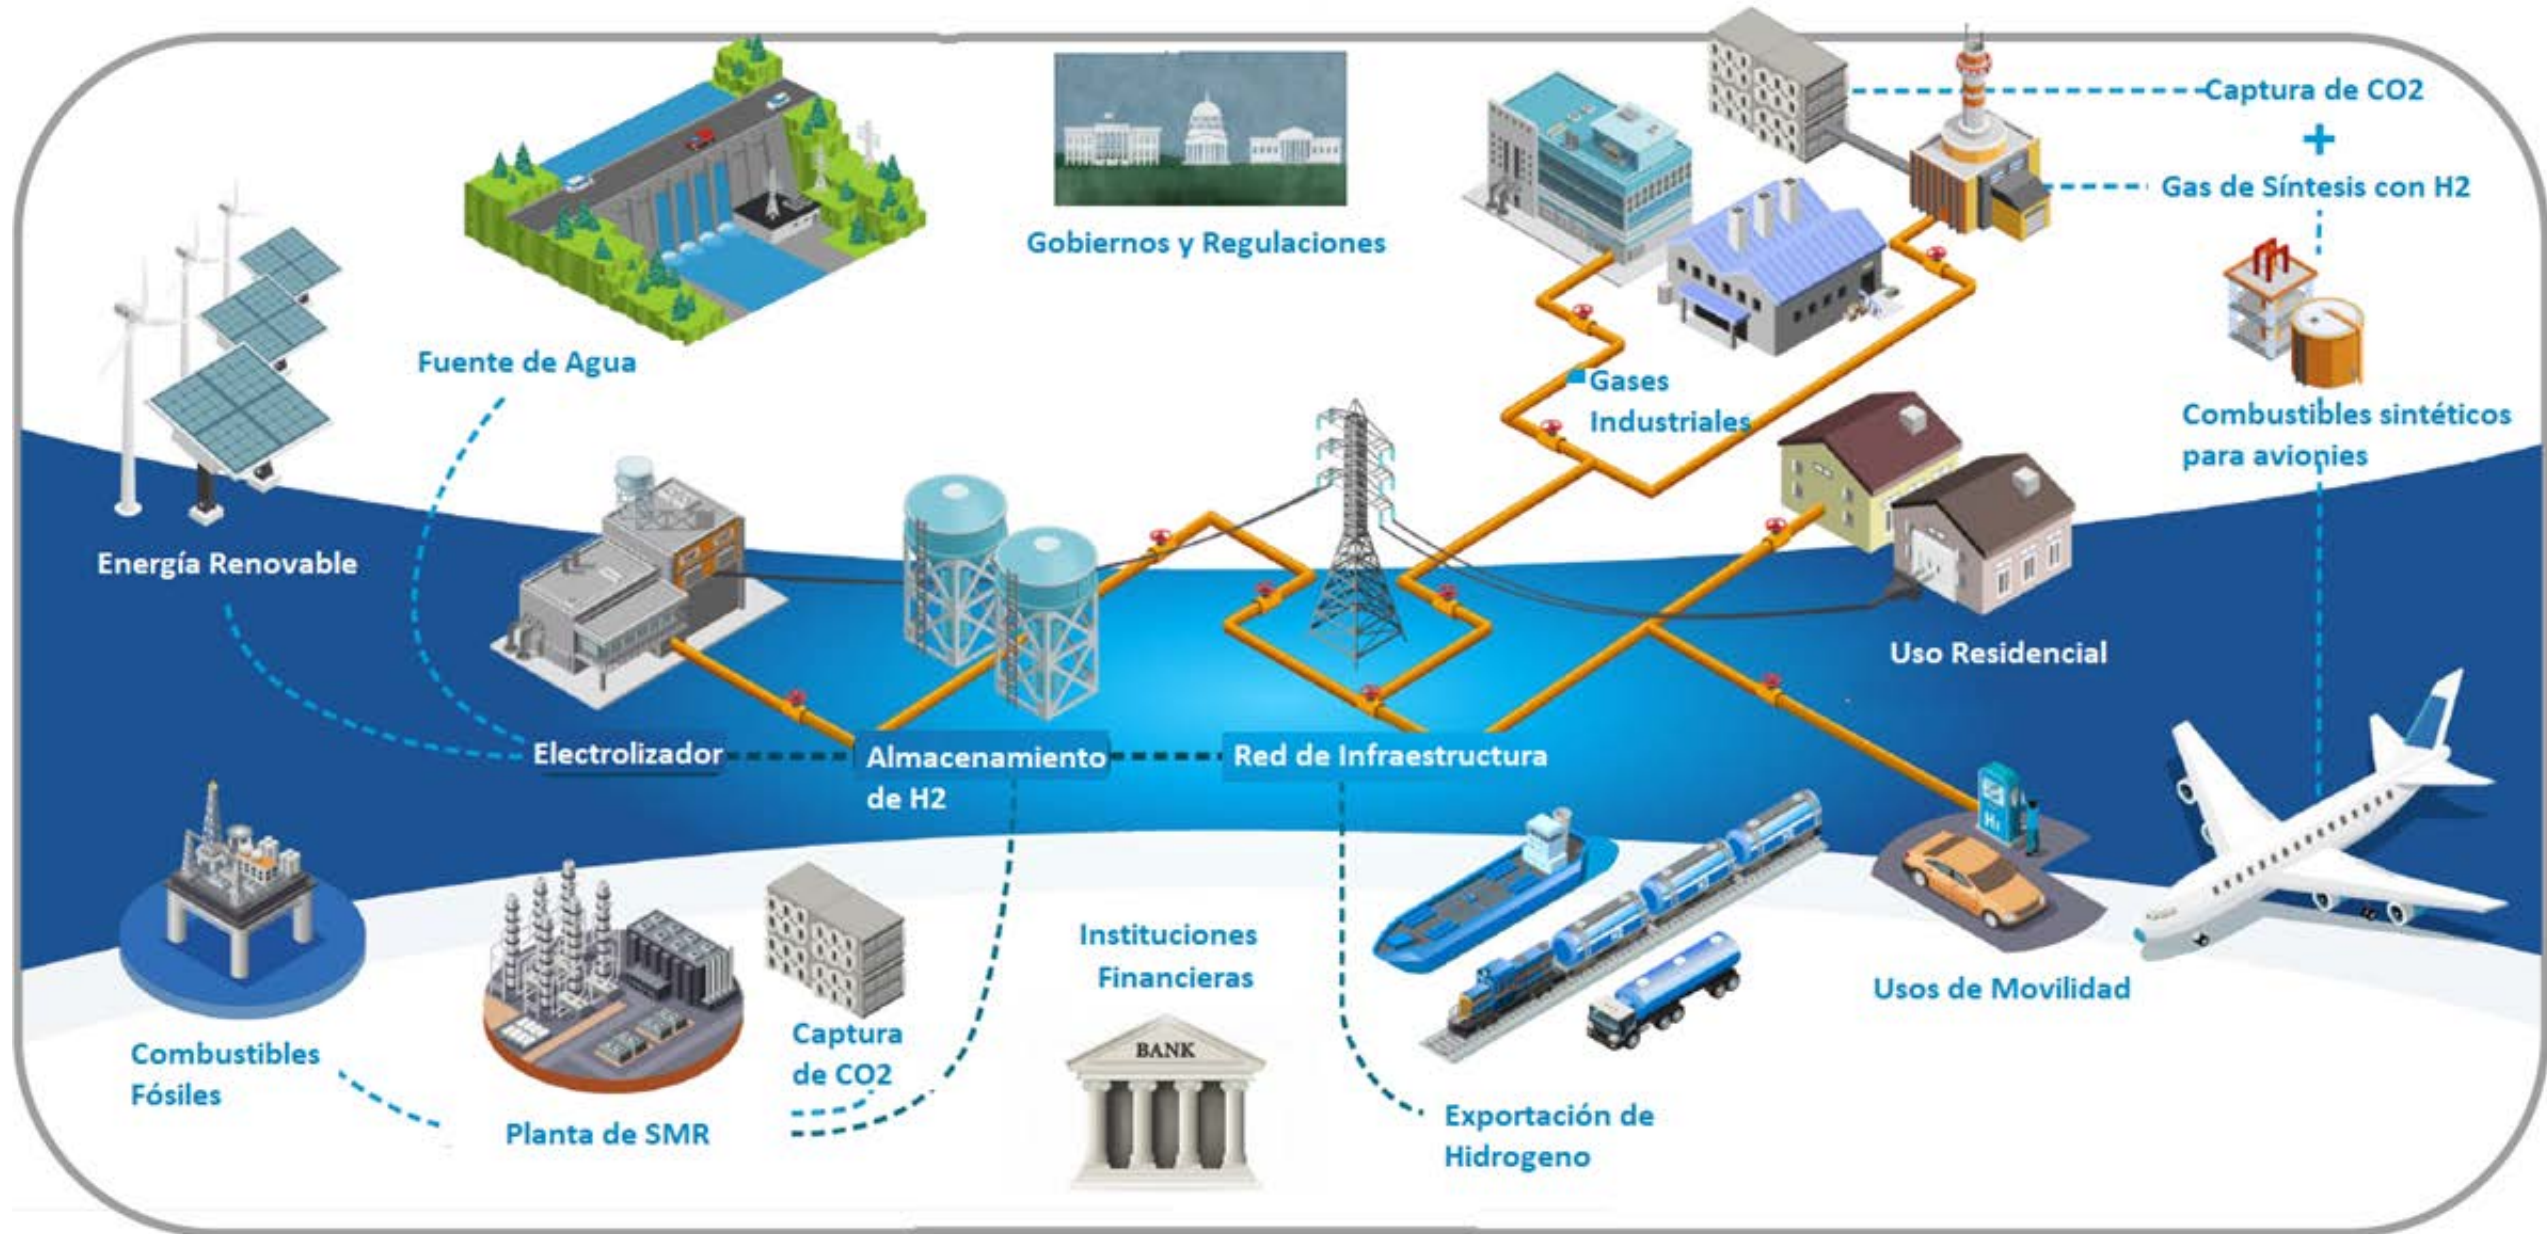 Captura de CO2
+
Gas de Síntesis con H2
Gobiernos y Regulaciones
Fuente de Agua
Gases
Industriales
Combustibles sintéticos
para avionies
Energía Renovable
Uso Residencial
Electrolizador
Almacenamiento
de H2
Red de Infraestructura
Hi
Instituciones
Financieras
BANK
Usos de Movilidad
Captura
de CO2
Combustibles
Fósiles
Planta de SMR
Exportación de
Hidrogeno